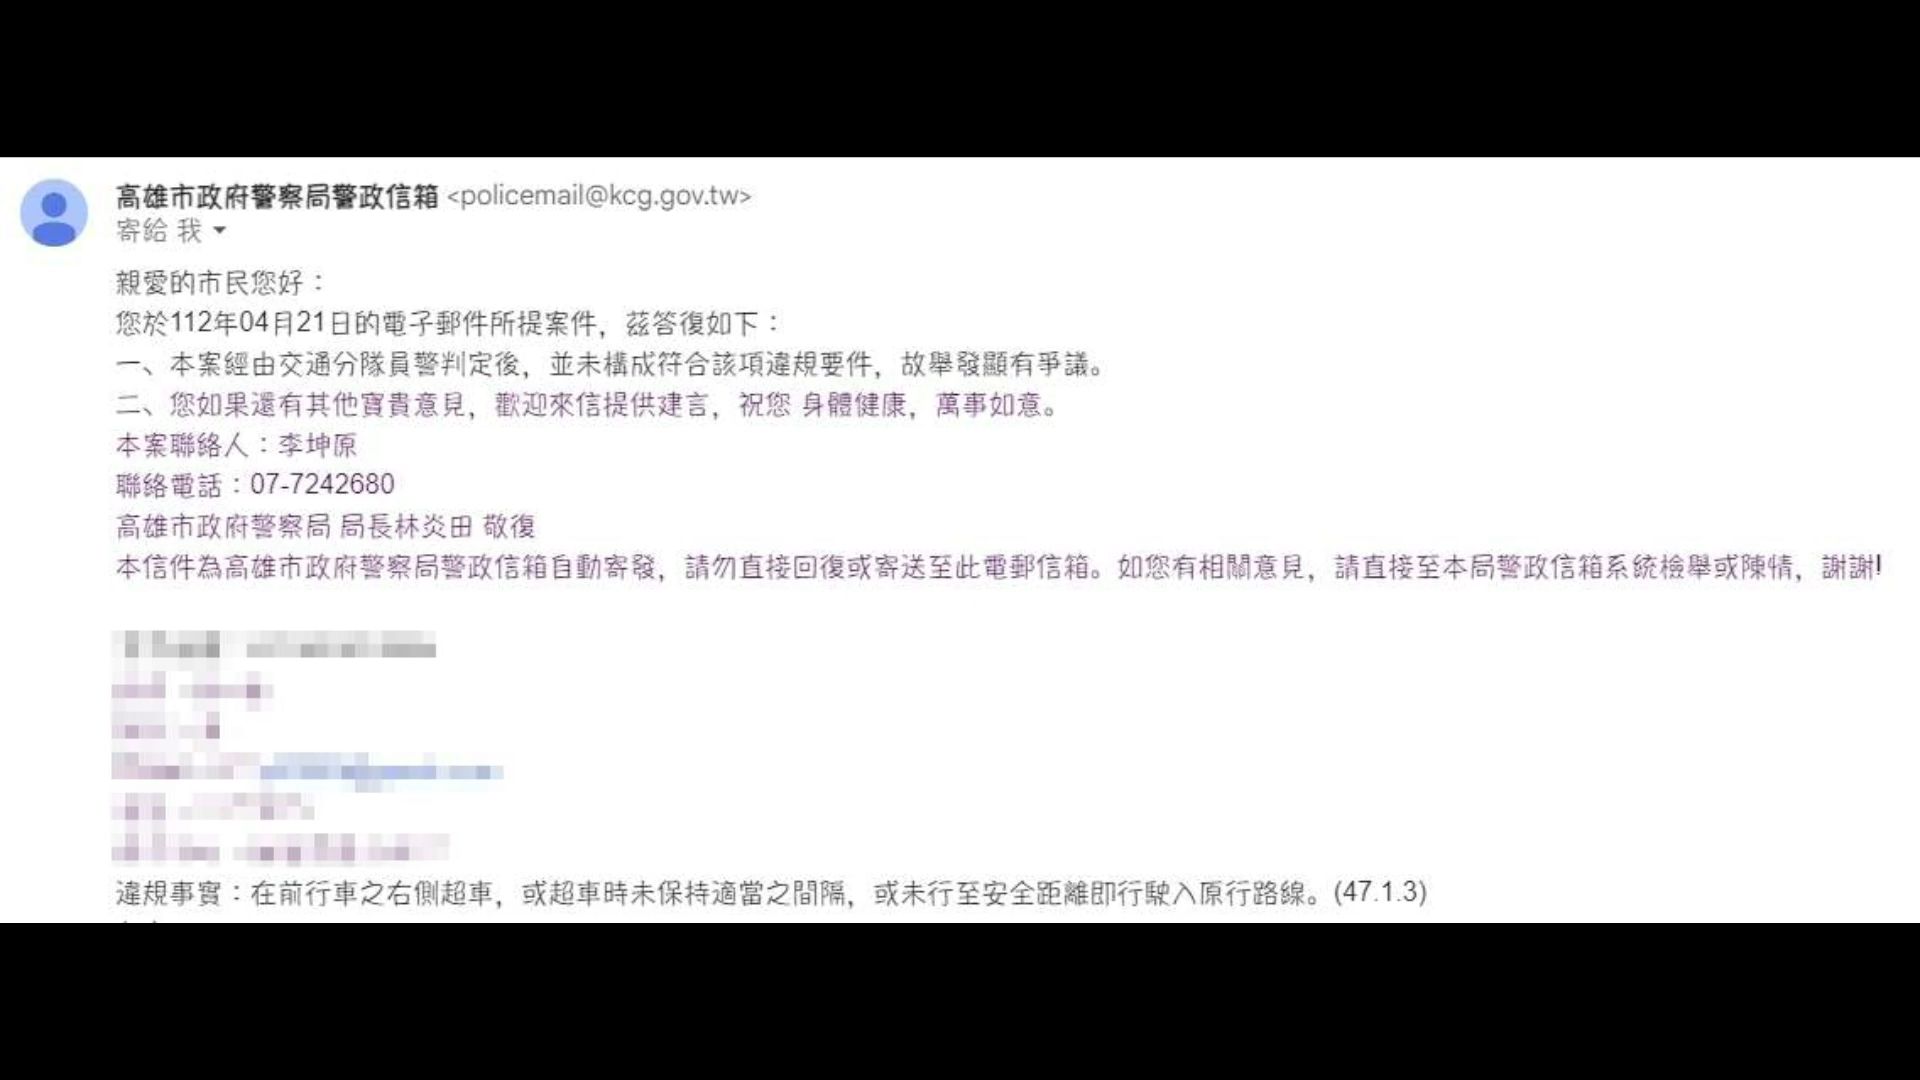 高雄市政府警察局警政信箱 <policemail@kcg.gov.tw>
寄給 我
親愛的市民您好：
您於112年04月21日的電子郵件所提案件，茲答復如下：
一、本案經由交通分隊員警判定後，並未構成符合該項違規要件，故舉發顯有爭議。
二、您如果還有其他寶貴意見，歡迎來信提供建言，祝您 身體健康，萬事如意。
本案聯絡人：李坤原
聯絡電話：07-7242680
高雄市政府警察局 局長林炎田 敬復
本信件為高雄市政府警察局警政信箱自動寄發，請勿直接回復或寄送至此電郵信箱。如您有相關意見，請直接至本局警政信箱系統檢舉或陳情，謝謝!
違規事實：在前行車之右側超車，或超車時未保持適當之間隔，或未行至安全距離即行駛入原行路線。(47.1.3)